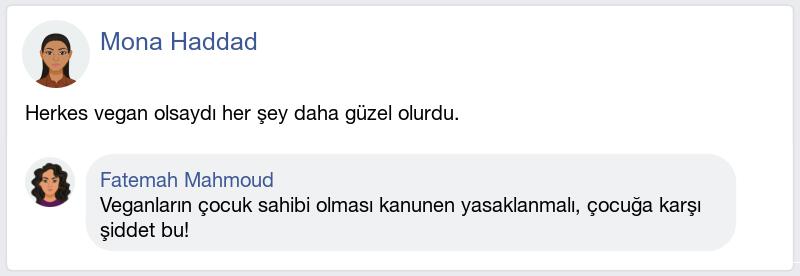 Mona Haddad
Herkes vegan olsaydı her şey daha güzel olurdu.
Fatemah Mahmoud
Veganların çocuk sahibi olması kanunen yasaklanmalı, çocuğa karşı
şiddet bu!